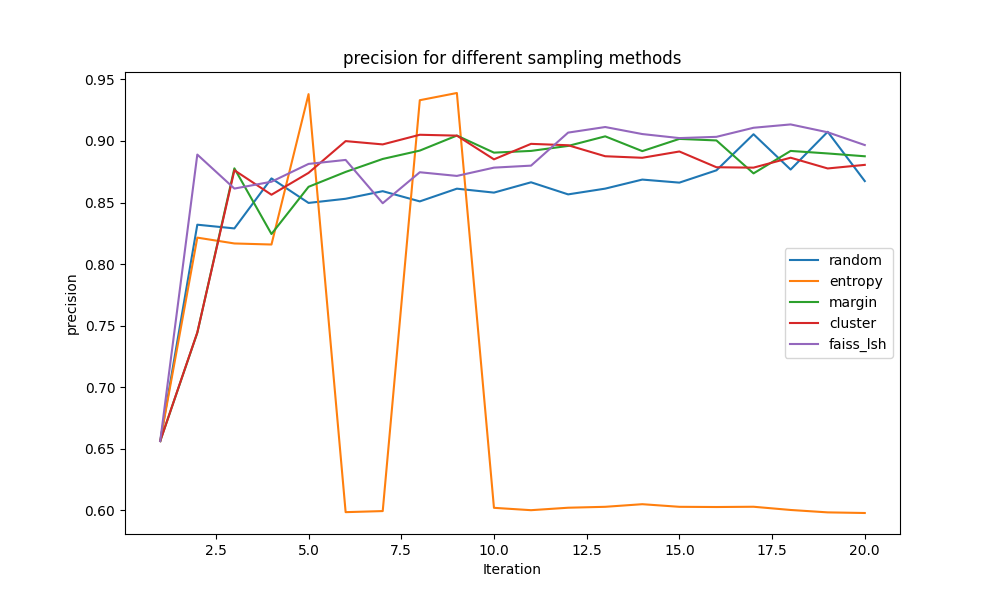 precision for different sampling methods
0.95
0.90
0.85
0.80
0.75
0.70
0.65
0.60
precision
random
entropy
margin
cluster
faiss_lsh
2.5 5.0 7.5 10.0 12.5 15.0 17.5 20.0
Iteration